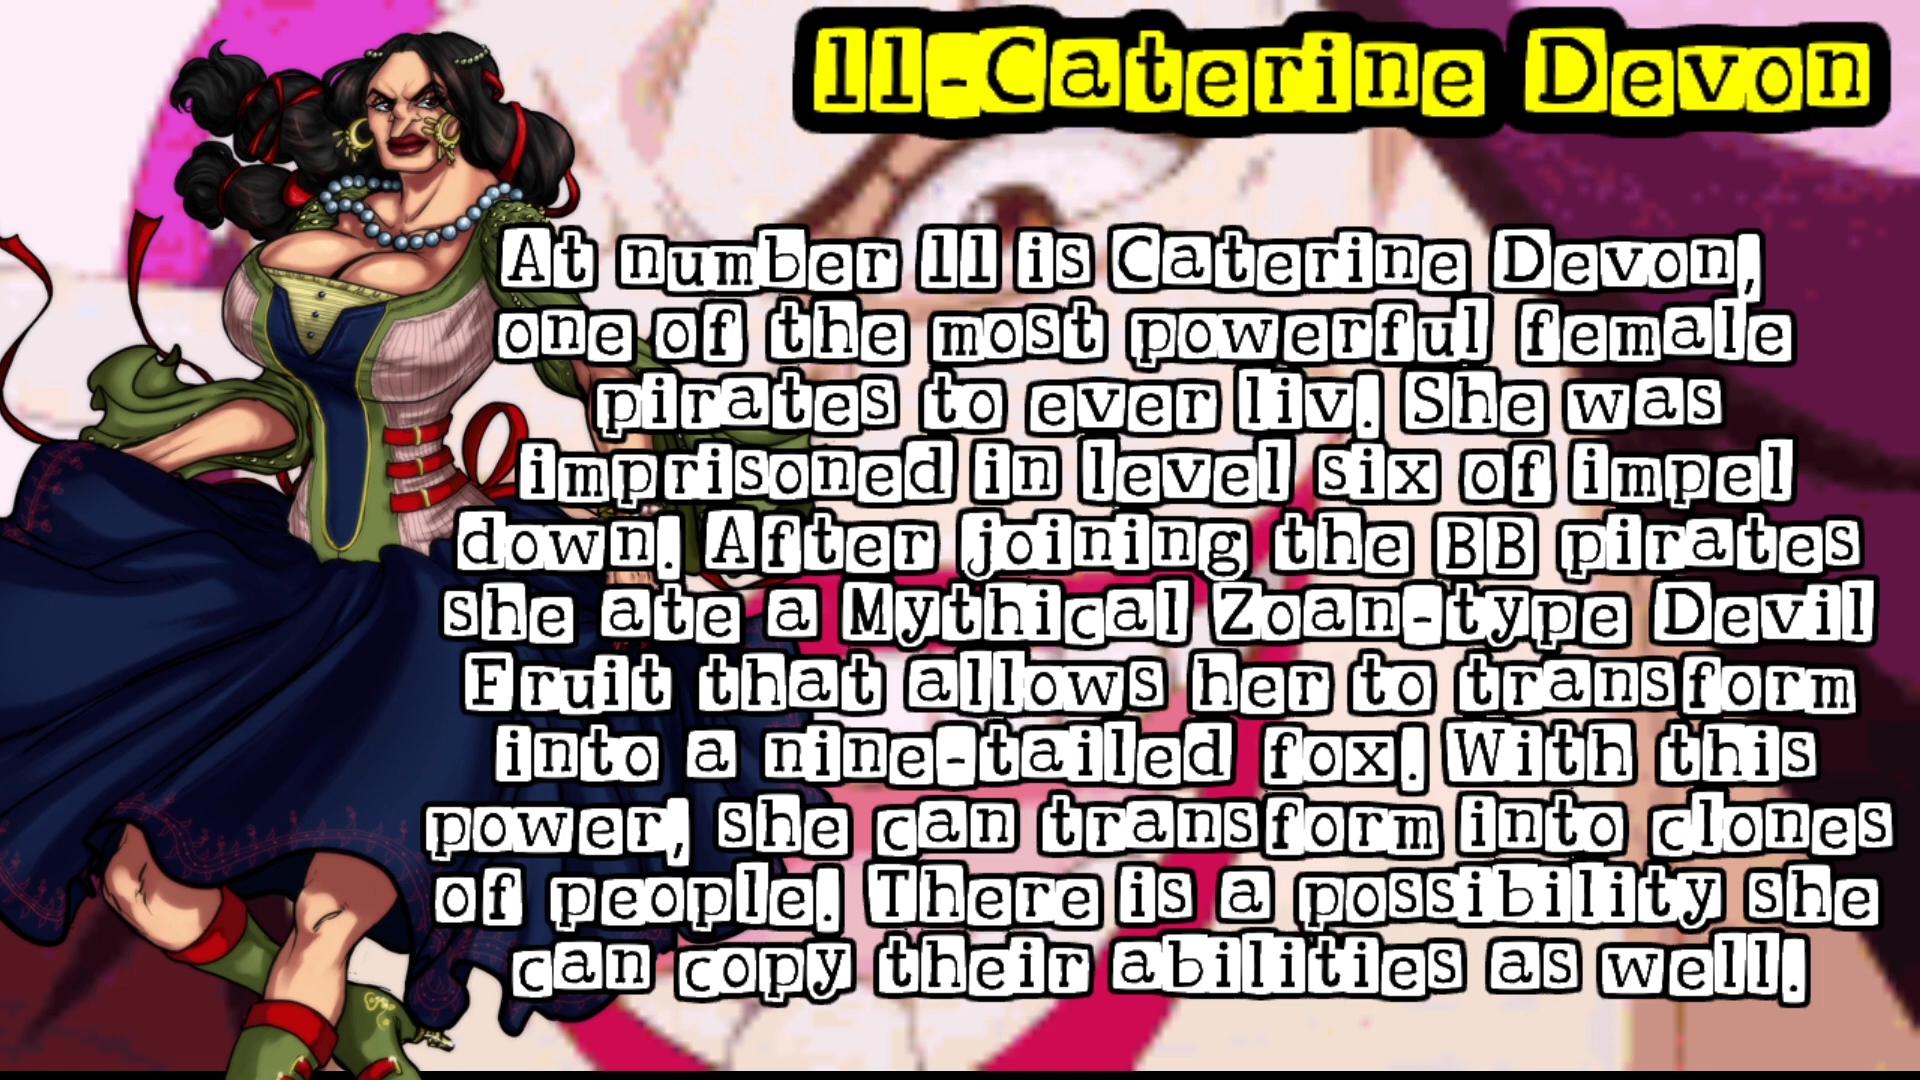 11-Caterine Devon
At number 11 is Caterine Devon,
one of the most powerful female
pirates to ever liv. She was
imprisoned in level six of impel
down. After joining the BB pirates
she ate a Mythical Zoan-type Devil
Fruit that allows her to transform
into a nine-tailed fox. With this
power, she can transform into clones
of people. There is a possibility she
can copy their abilities as well.